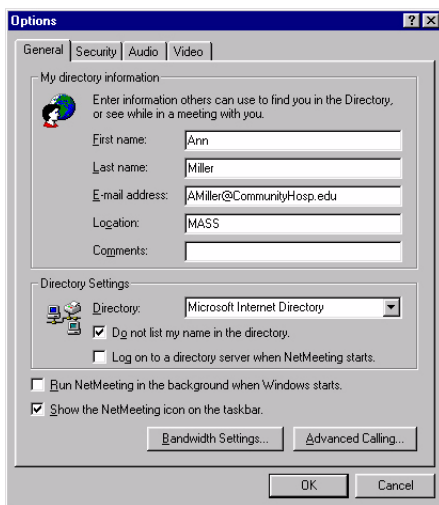 Options
General Security Audio Video
My directory information
Enter information others can use to find you in the Directory,
or see while in a meeting with you.
First name: Ann
Last name: Miller
E-mail address: AMiller@CommunityHosp.edu
Location: MASS
Comments:
Directory Settings
Directory: Microsoft Internet Directory
Do not list my name in the directory.
Log on to a directory server when NetMeeting starts.
Run NetMeeting in the background when Windows starts.
Show the NetMeeting icon on the taskbar.
Bandwidth Settings... Advanced Calling...
OK Cancel